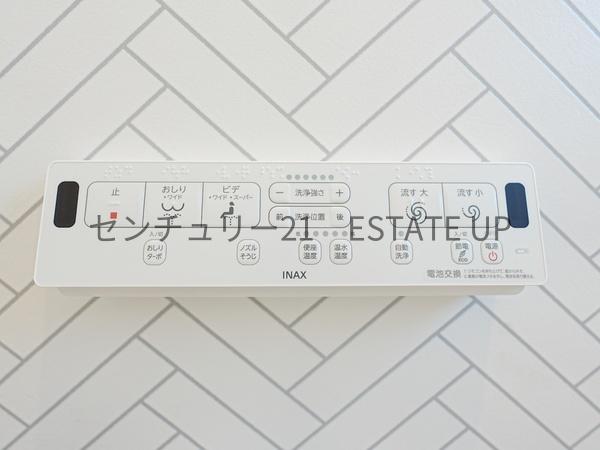 止
おしり
•ワイド
ビデ
•ワイド •スーパー
－ 洗浄強さ ＋
前 洗浄位置 後
流す 大
流す 小
センチュリー21 ESTATE UP
入/切
おしり
ターボ
ノズル
そうじ
便座
温度
温水
温度
自動
洗浄
節電
ECO
電源
INAX
電池交換